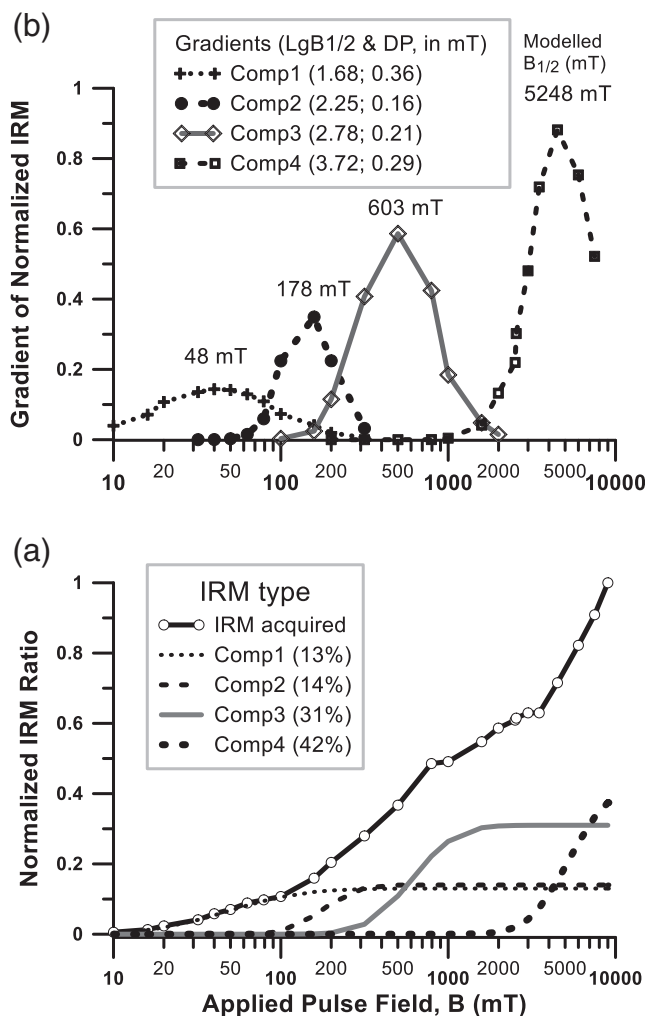 (b)
Gradients (LgB1/2 & DP, in mT)
Comp1 (1.68; 0.36)
Comp2 (2.25; 0.16)
Comp3 (2.78; 0.21)
Comp4 (3.72; 0.29)
Modelled
B1/2 (mT)
5248 mT
603 mT
178 mT
48 mT
Gradient of Normalized IRM
1
0.8
0.6
0.4
0.2
0
10 20 50 100 200 500 1000 2000 5000 10000
(a)
IRM type
IRM acquired
Comp1 (13%)
Comp2 (14%)
Comp3 (31%)
Comp4 (42%)
Normalized IRM Ratio
1
0.8
0.6
0.4
0.2
0
10 20 50 100 200 500 1000 2000 5000 10000
Applied Pulse Field, B (mT)